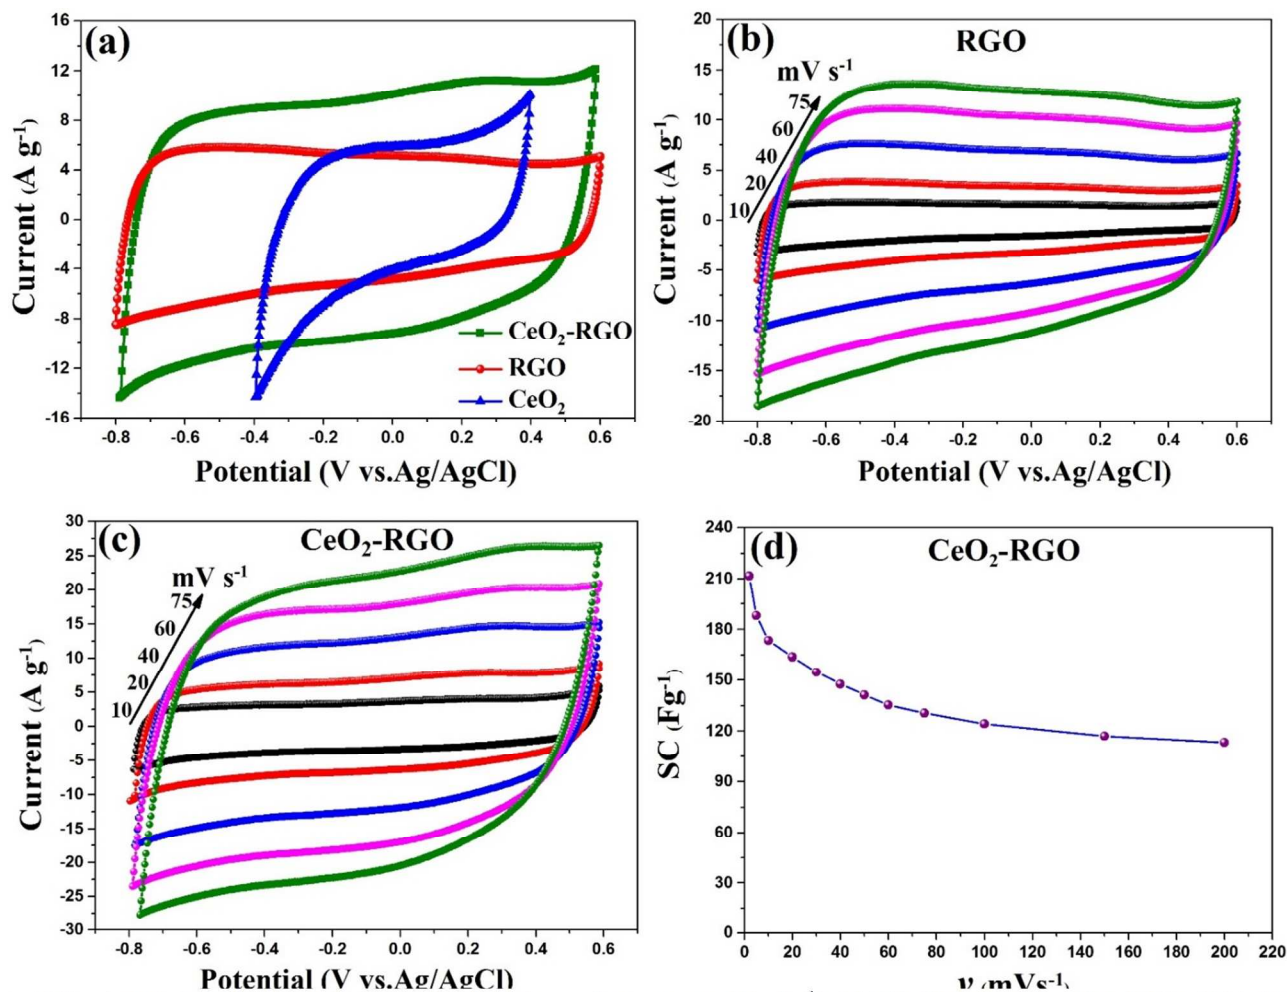 (a)
16
12
8
4
0
-4
-8
-12
-16
Current (A g⁻¹)
CeO₂-RGO
RGO
CeO₂
-0.8 -0.6 -0.4 -0.2 0.0 0.2 0.4 0.6
Potential (V vs.Ag/AgCl)
(b)
RGO
mV s⁻¹
75
60
40
20
10
20
15
10
5
0
-5
-10
-15
-20
Current (A g⁻¹)
-0.8 -0.6 -0.4 -0.2 0.0 0.2 0.4 0.6
Potential (V vs.Ag/AgCl)
(c)
CeO₂-RGO
mV s⁻¹
75
60
40
20
10
30
25
20
15
10
5
0
-5
-10
-15
-20
-25
-30
Current (A g⁻¹)
-0.8 -0.6 -0.4 -0.2 0.0 0.2 0.4 0.6
Potential (V vs.Ag/AgCl)
(d)
CeO₂-RGO
240
210
180
150
120
90
60
30
0
SC (Fg⁻¹)
0 20 40 60 80 100 120 140 160 180 200 220
ν (mVs⁻¹)